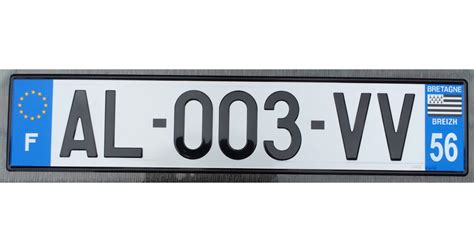 F
AL-003-VV
BRETAGNE
BREIZH
56